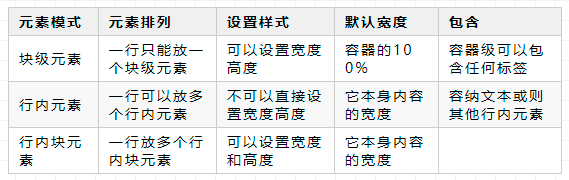 元素模式 元素排列 设置样式 默认宽度 包含
块级元素 一行只能放一个块级元素 可以设置宽度高度 容器的100% 容器级可以包含任何标签
行内元素 一行可以放多个行内元素 不可以直接设置宽度高度 它本身内容的宽度 容纳文本或则其他行内元素
行内块元素 一行放多个行内块元素 可以设置宽度和高度 它本身内容的宽度